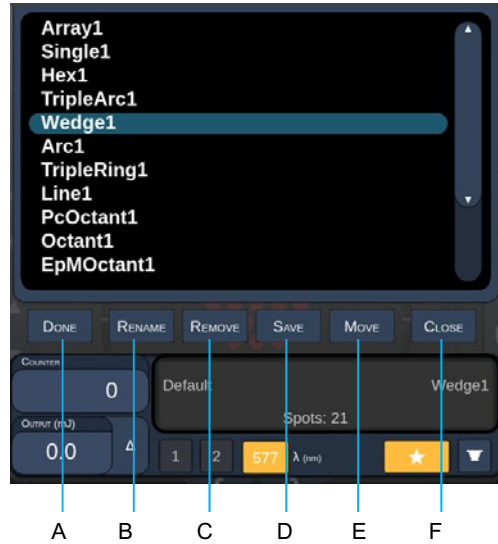 Array1
Single1
Hex1
TripleArc1
Wedge1
Arc1
TripleRing1
Line1
PcOctant1
Octant1
EpMOctant1
DONE RENAME REMOVE SAVE MOVE CLOSE
COUNTER
0
Default Wedge1
Spots: 21
OUTPUT (mJ)
0.0 Δ
1 2 577 λ (nm)
A B C D E F